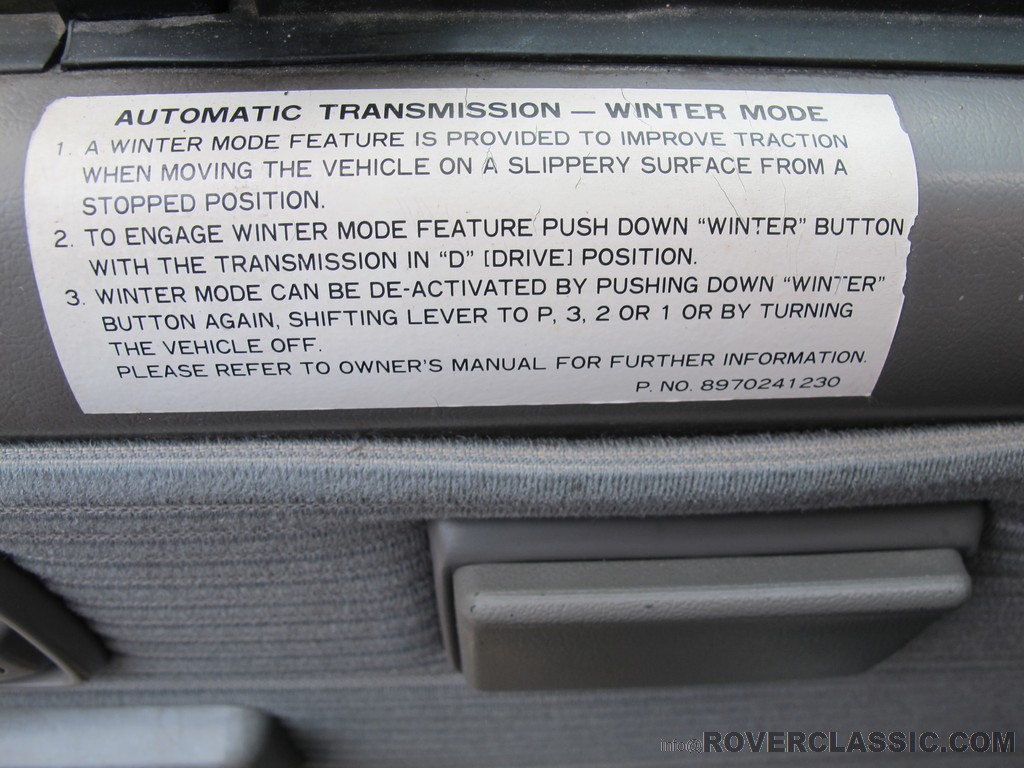 AUTOMATIC TRANSMISSION — WINTER MODE
1. A WINTER MODE FEATURE IS PROVIDED TO IMPROVE TRACTION
WHEN MOVING THE VEHICLE ON A SLIPPERY SURFACE FROM A
STOPPED POSITION.
2. TO ENGAGE WINTER MODE FEATURE PUSH DOWN "WINTER" BUTTON
WITH THE TRANSMISSION IN "D" [DRIVE] POSITION.
3. WINTER MODE CAN BE DE-ACTIVATED BY PUSHING DOWN "WINTER"
BUTTON AGAIN, SHIFTING LEVER TO P, 3, 2 OR 1 OR BY TURNING
THE VEHICLE OFF.
PLEASE REFER TO OWNER'S MANUAL FOR FURTHER INFORMATION.
P. NO. 8970241230
info@ROVERCLASSIC.COM